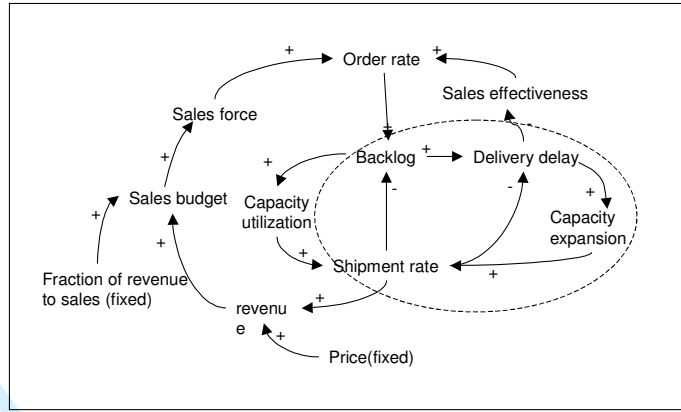 + Order rate +
Sales effectiveness
Sales force
+
-
+
+ Backlog + Delivery delay
+ Sales budget
+ Capacity
utilization
-
-
+
Capacity
expansion
+
+ Shipment rate
+
Fraction of revenue
to sales (fixed)
+
revenu
e
+
Price(fixed)